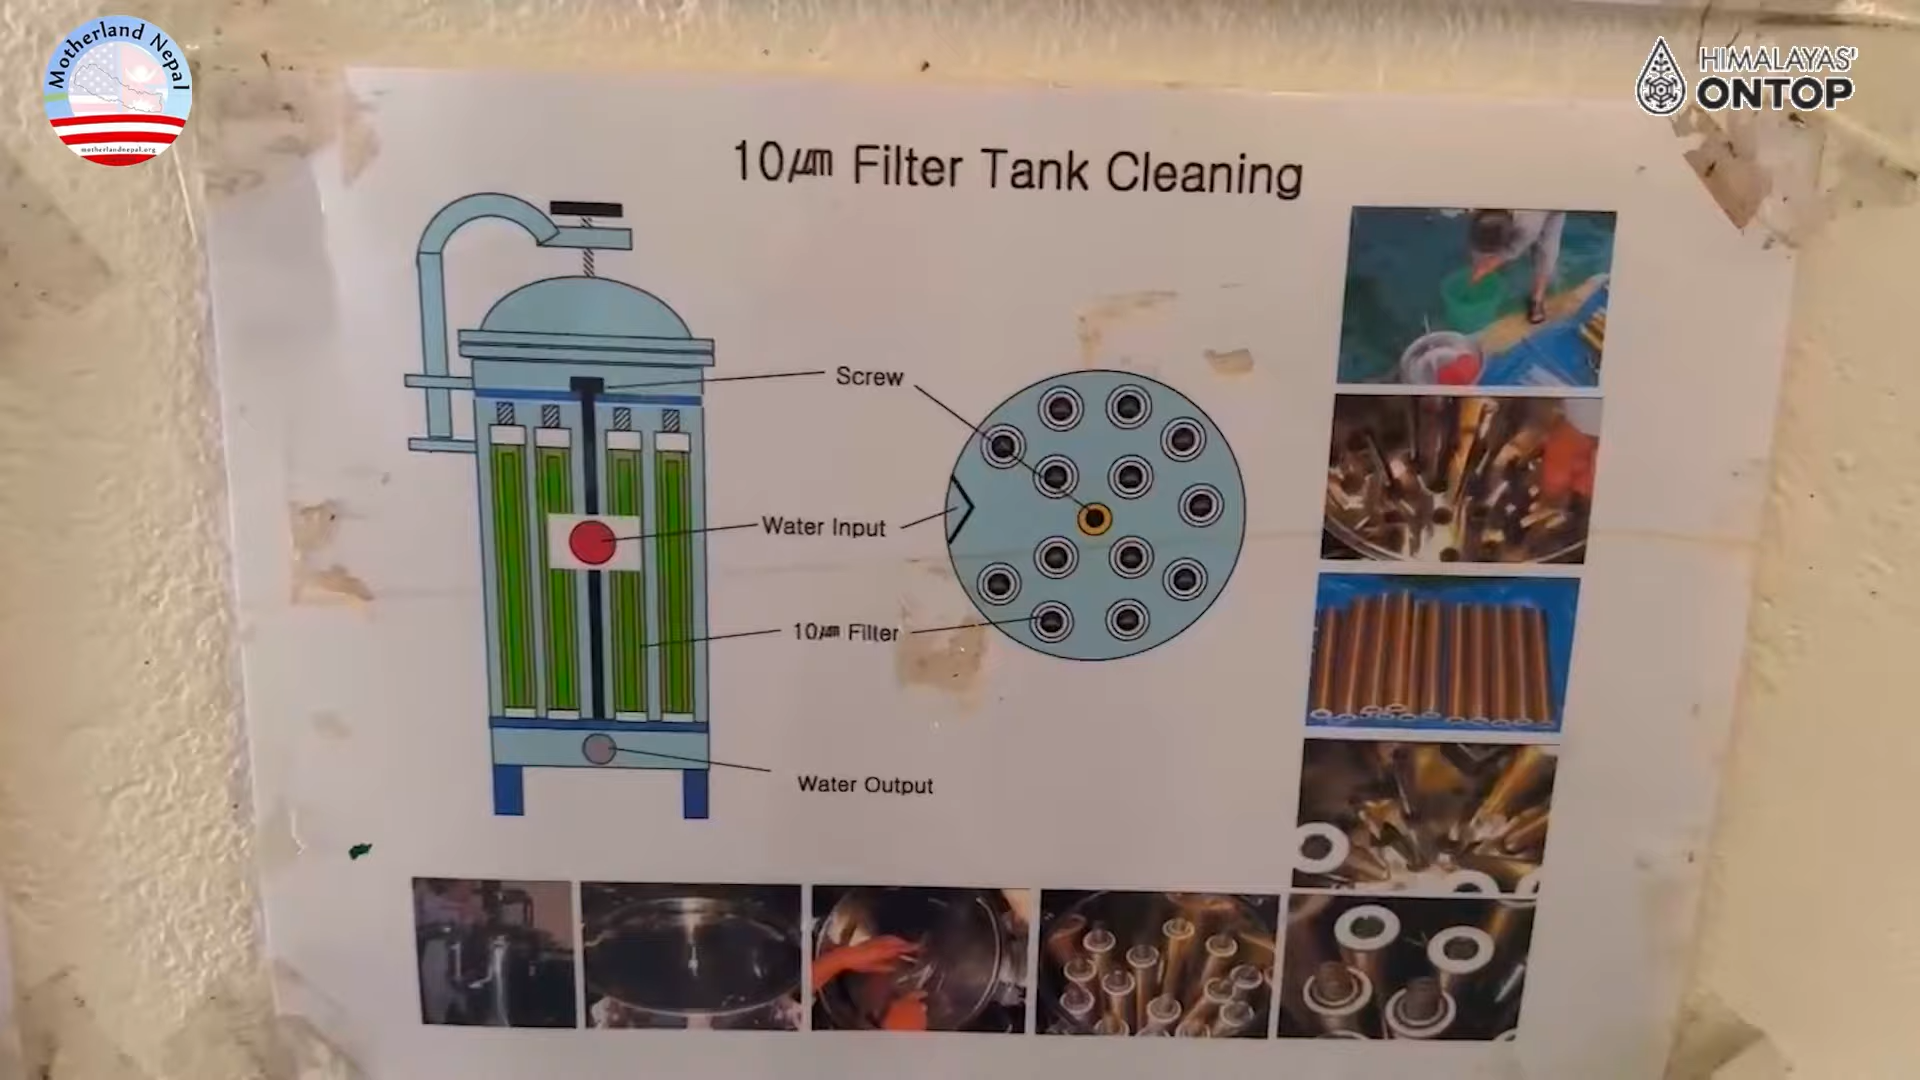 Motherland Nepal
motherlandnepal.org
HIMALAYAS'
ONTOP
10㎛ Filter Tank Cleaning
Screw
Water Input
10㎛ Filter
Water Output